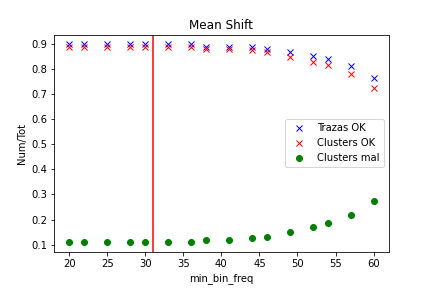 Mean Shift
0.9
0.8
0.7
0.6
0.5
0.4
0.3
0.2
0.1
Num/Tot
Trazas OK
Clusters OK
Clusters mal
20 25 30 35 40 45 50 55 60
min_bin_freq